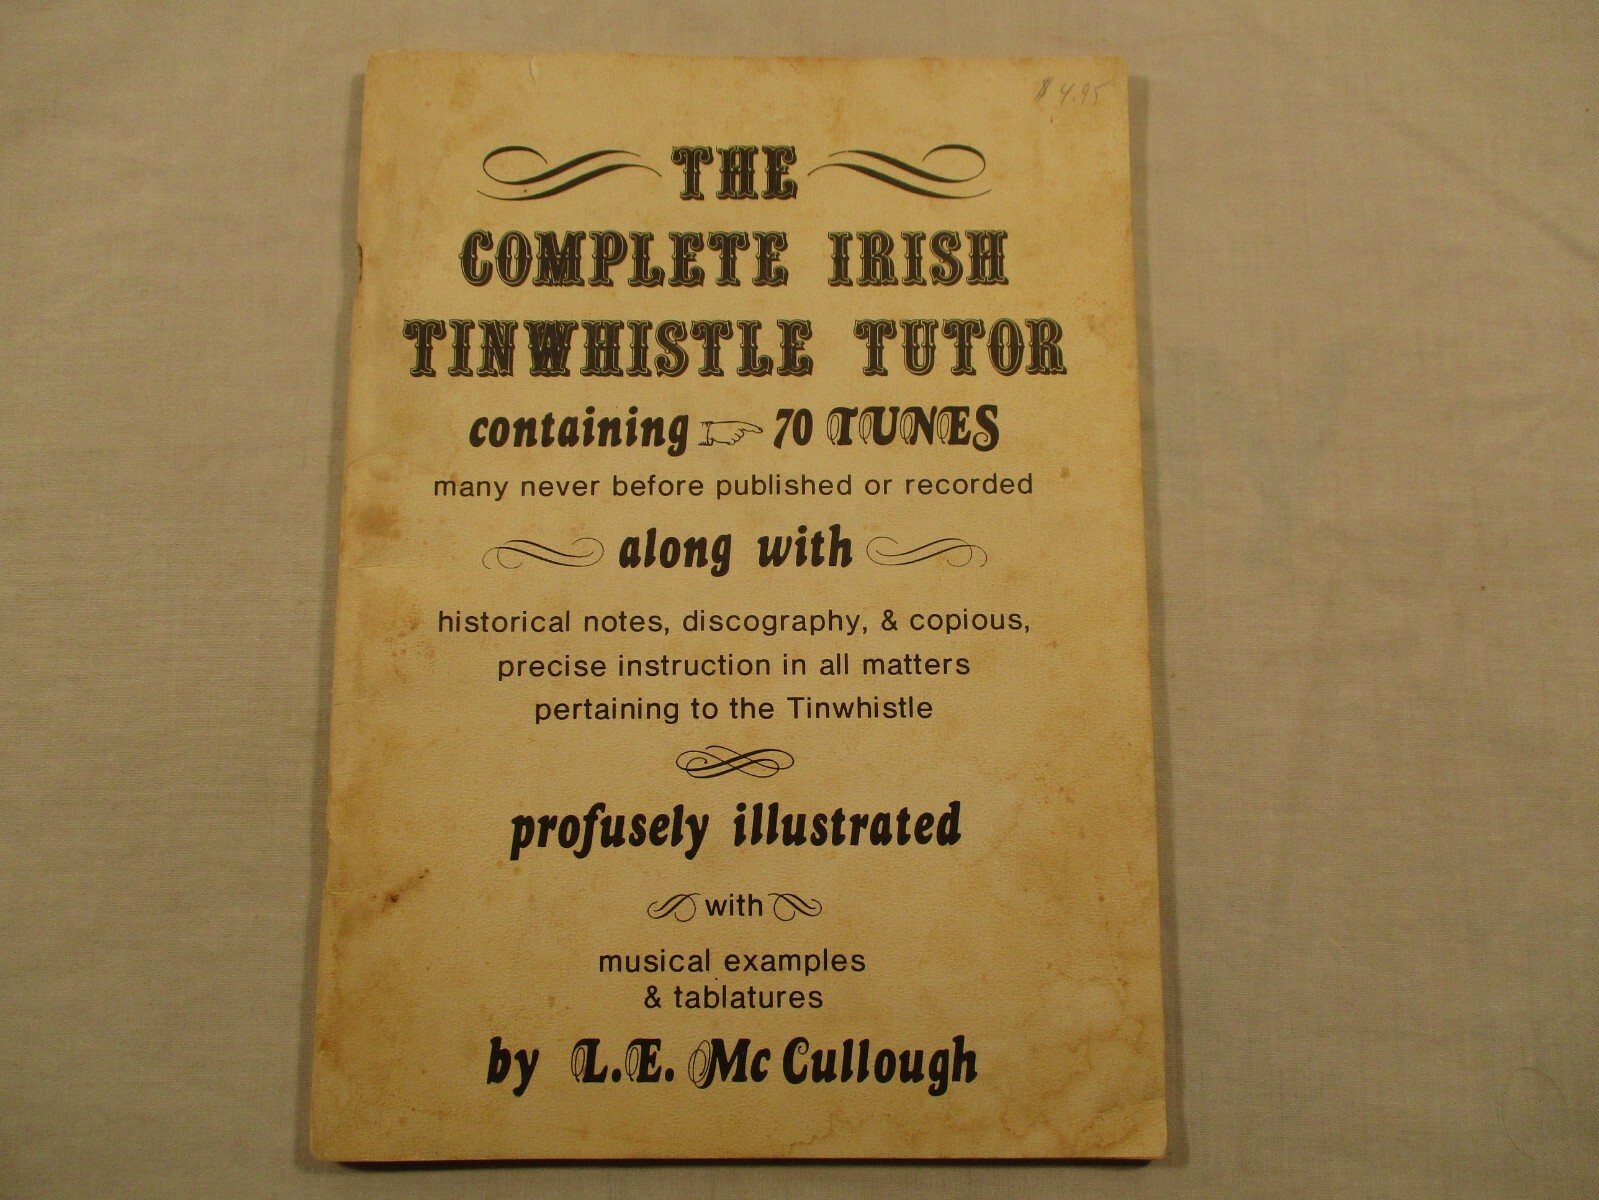 $ 4.95
THE
COMPLETE IRISH
TINWHISTLE TUTOR
containing 70 TUNES
many never before published or recorded
along with
historical notes, discography, & copious,
precise instruction in all matters
pertaining to the Tinwhistle
profusely illustrated
with
musical examples
& tablatures
by L.E. Mc Cullough